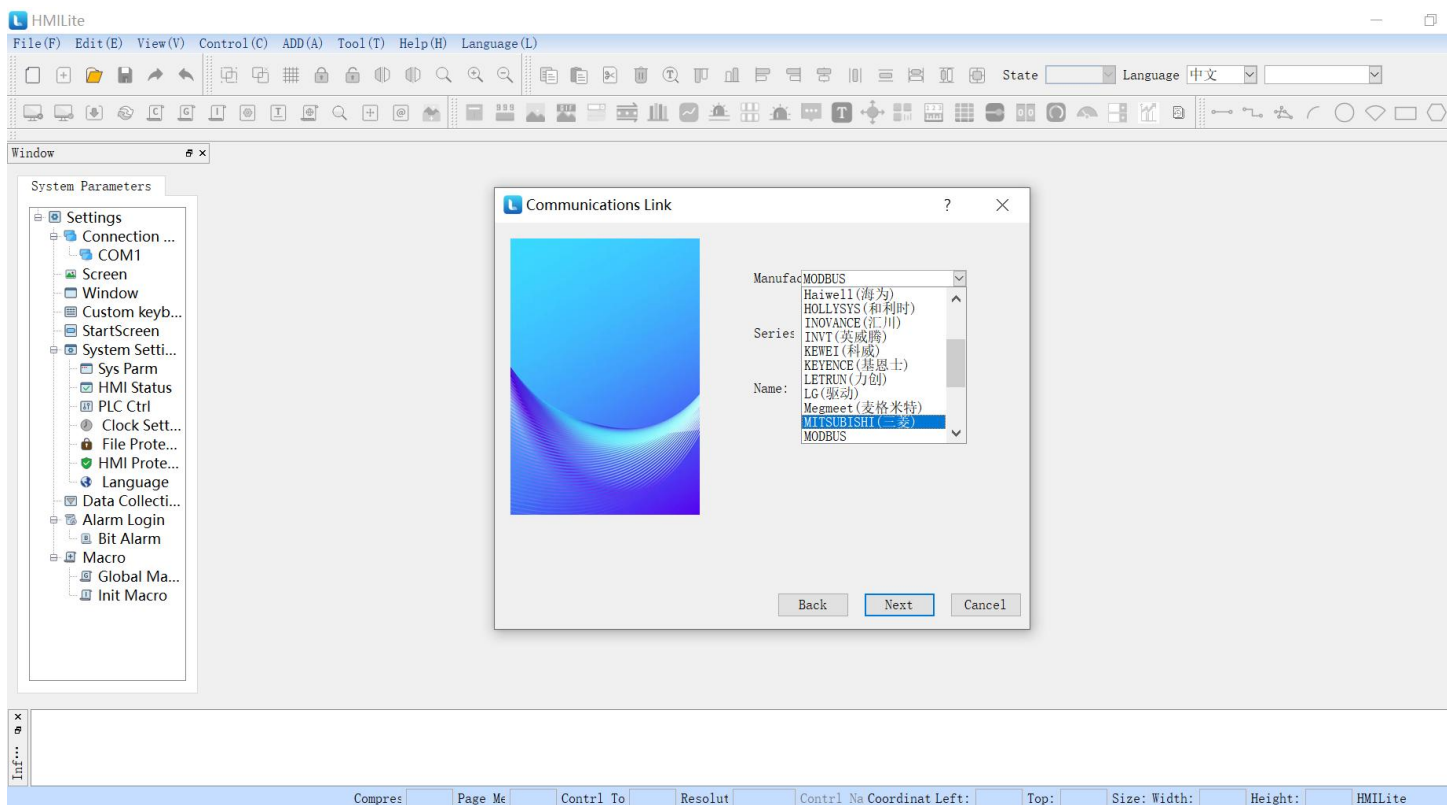 HMILite
File(F) Edit(E) View(V) Control(C) ADD(A) Tool(T) Help(H) Language(L)
State Language 中文
Window
System Parameters
Settings
Connection ...
COM1
Screen
Window
Custom keyb...
StartScreen
System Setti...
Sys Parm
HMI Status
PLC Ctrl
Clock Sett...
File Prote...
HMI Prote...
Language
Data Collecti...
Alarm Login
Bit Alarm
Macro
Global Ma...
Init Macro
Communications Link
Manufac MODBUS
Haiwell(海为)
HOLLYSYS(和利时)
INOVANCE(汇川)
Series INVT(英威腾)
KEWEI(科威)
KEYENCE(基恩士)
LETRUN(力创)
Name: LG(驱动)
Megmeet(麦格米特)
MITSUBISHI(三菱)
MODBUS
Back Next Cancel
Inf...
Compres Page Me Contrl To Resolut Contrl Na Coordinat Left: Top: Size: Width: Height: HMILite